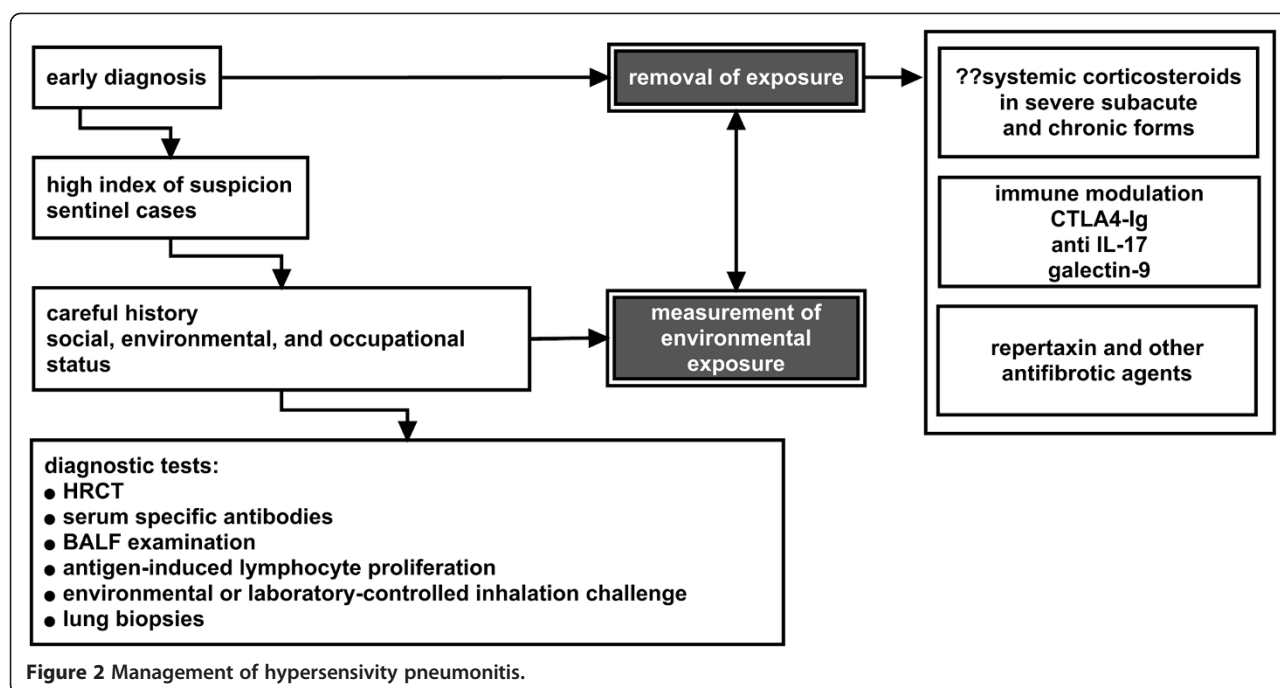 early diagnosis
removal of exposure
??systemic corticosteroids
in severe subacute
and chronic forms
high index of suspicion
sentinel cases
immune modulation
CTLA4-Ig
anti IL-17
galectin-9
careful history
social, environmental, and occupational
status
measurement of
environmental
exposure
repertaxin and other
antifibrotic agents
diagnostic tests:
● HRCT
● serum specific antibodies
● BALF examination
● antigen-induced lymphocyte proliferation
● environmental or laboratory-controlled inhalation challenge
● lung biopsies
Figure 2 Management of hypersensivity pneumonitis.